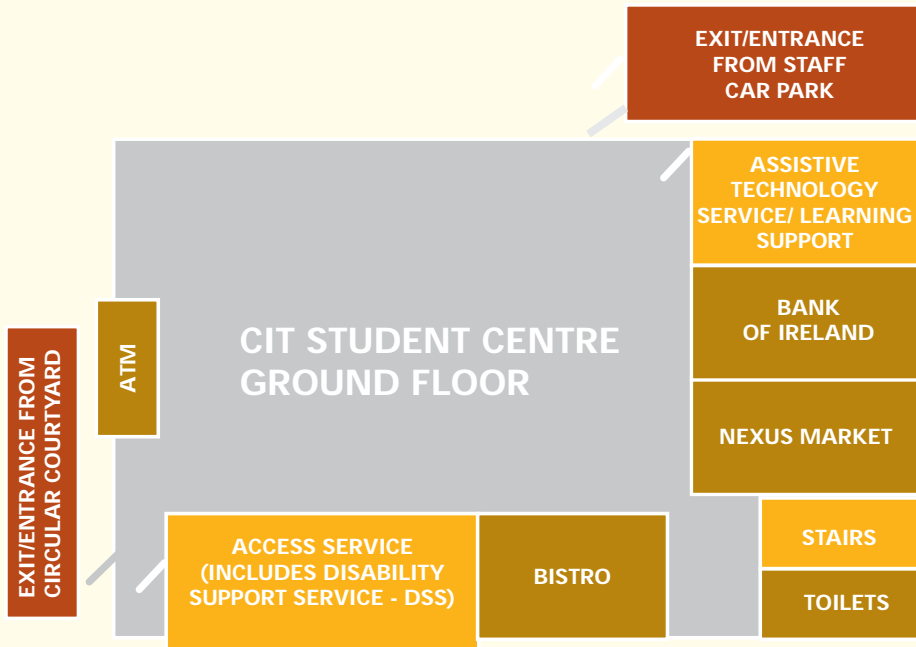 EXIT/ENTRANCE
FROM STAFF
CAR PARK
ASSISTIVE
TECHNOLOGY
SERVICE/ LEARNING
SUPPORT
BANK
OF IRELAND
CIT STUDENT CENTRE
GROUND FLOOR
ATM
EXIT/ENTRANCE FROM
CIRCULAR COURTYARD
NEXUS MARKET
ACCESS SERVICE
(INCLUDES DISABILITY
SUPPORT SERVICE - DSS)
BISTRO
STAIRS
TOILETS